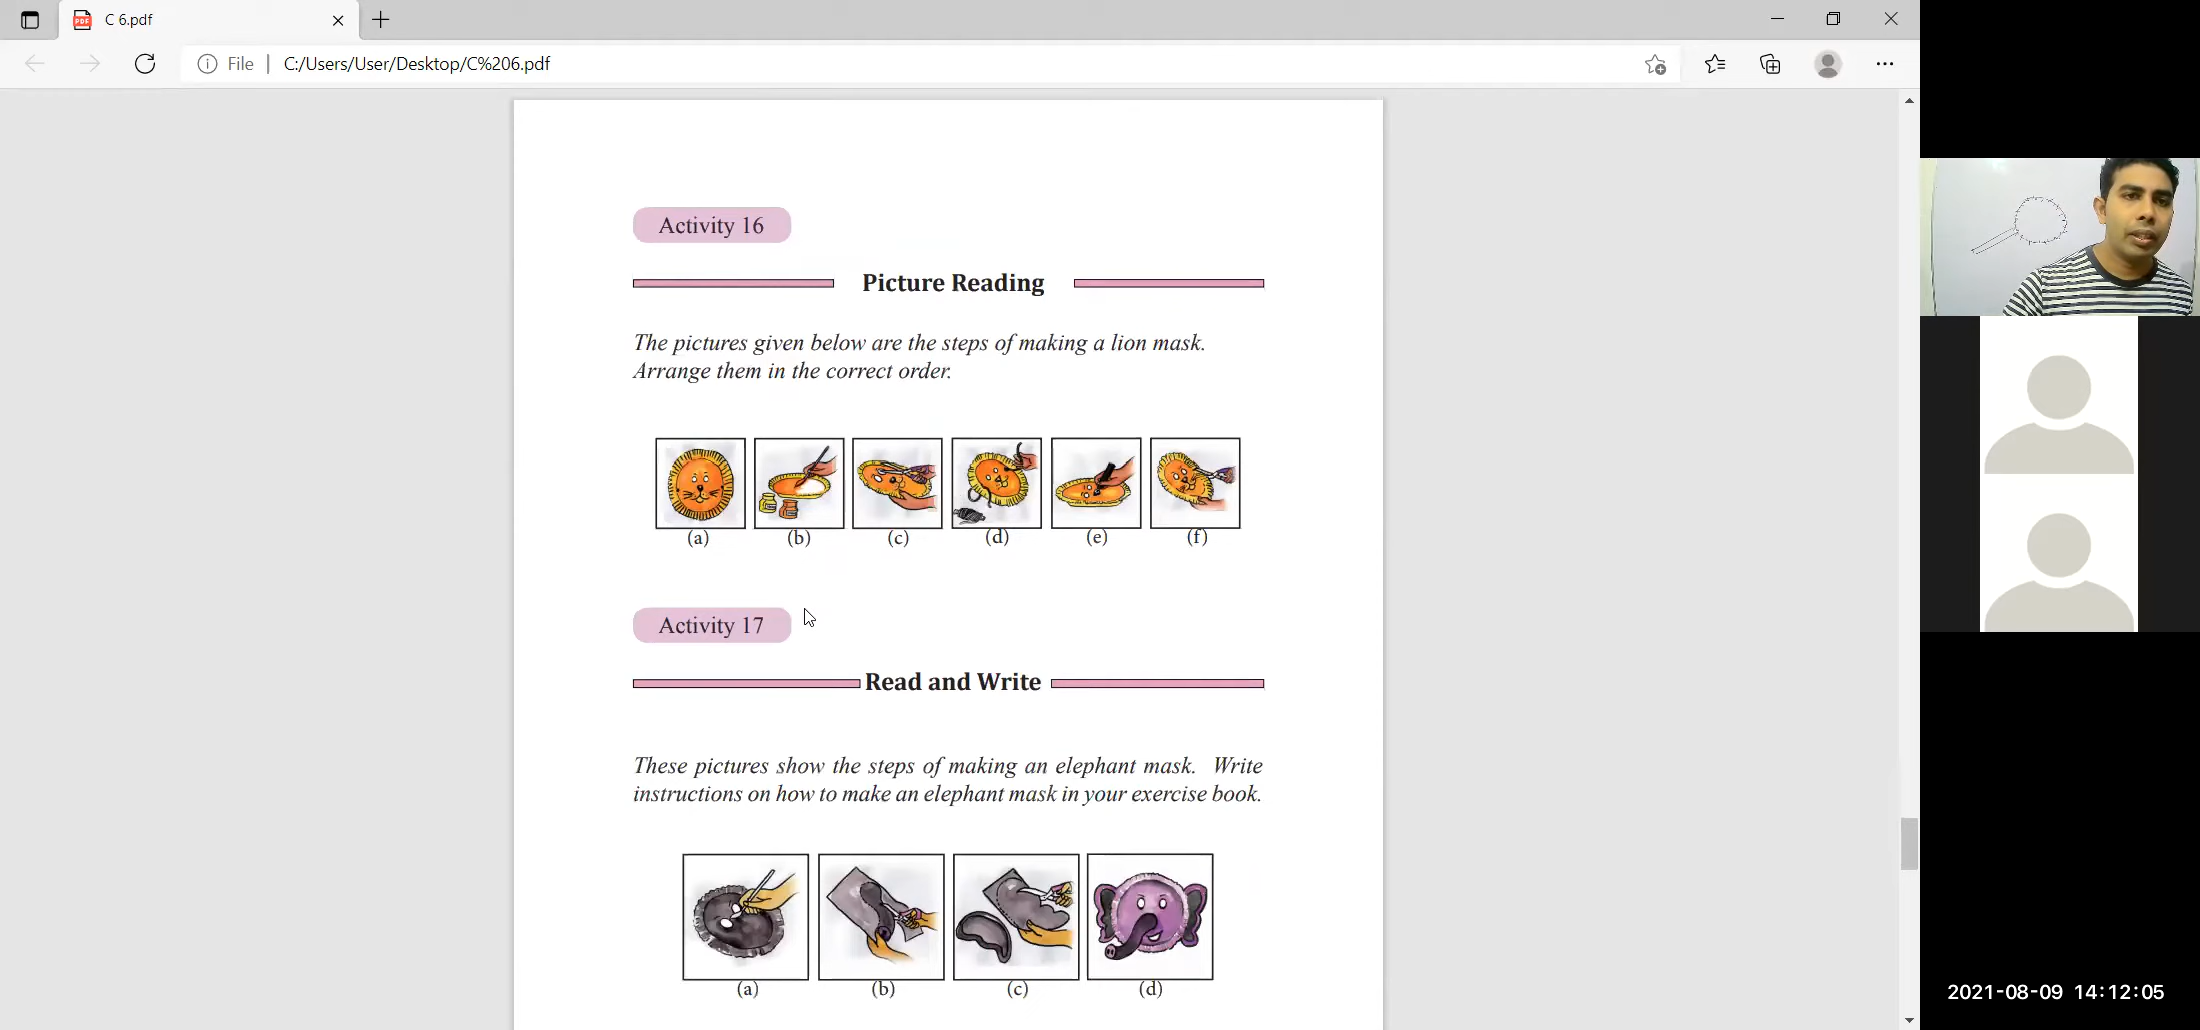 C 6.pdf
File | C:/Users/User/Desktop/C%206.pdf
Activity 16
Picture Reading
The pictures given below are the steps of making a lion mask.
Arrange them in the correct order.
(a) (b) (c) (d) (e) (f)
Activity 17
Read and Write
These pictures show the steps of making an elephant mask. Write
instructions on how to make an elephant mask in your exercise book.
(a) (b) (c) (d)
2021-08-09 14:12:05